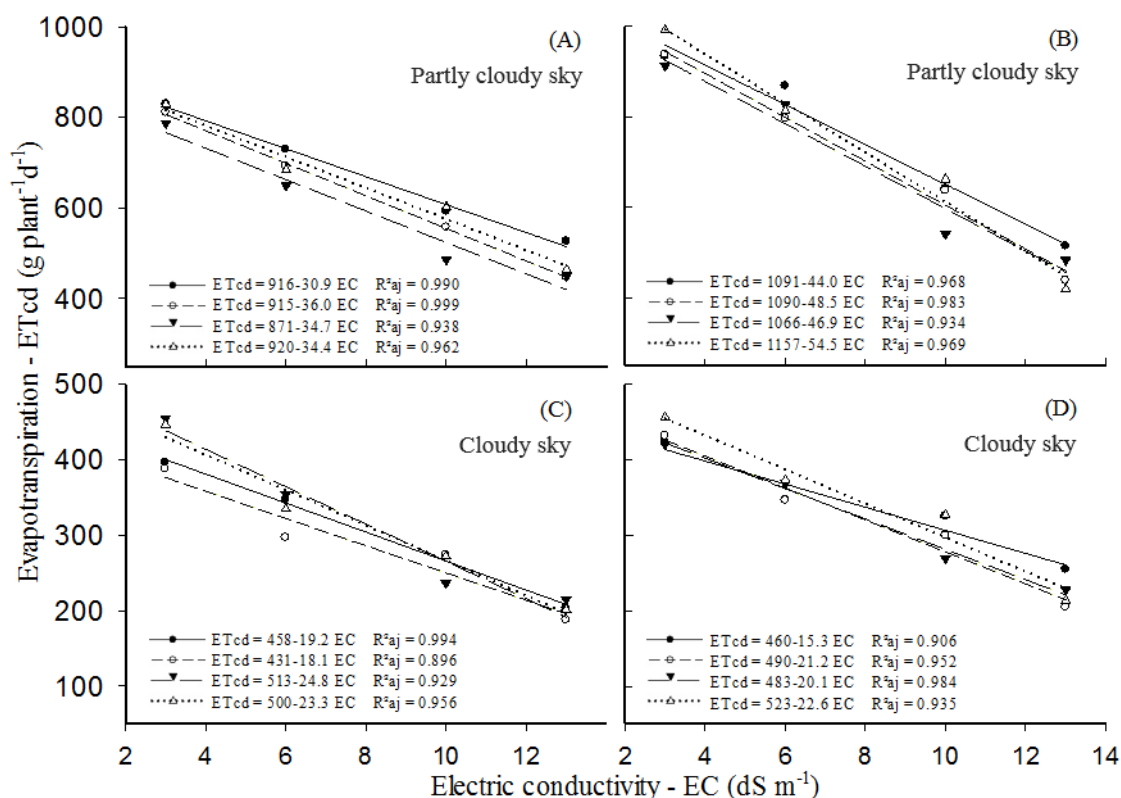 Evapotranspiration - ETcd (g plant⁻¹d⁻¹)
1000
800
600
400
(A)
Partly cloudy sky
ETcd = 916-30.9 EC R²aj = 0.990
ETcd = 915-36.0 EC R²aj = 0.999
ETcd = 871-34.7 EC R²aj = 0.938
ETcd = 920-34.4 EC R²aj = 0.962
(B)
Partly cloudy sky
ETcd = 1091-44.0 EC R²aj = 0.968
ETcd = 1090-48.5 EC R²aj = 0.983
ETcd = 1066-46.9 EC R²aj = 0.934
ETcd = 1157-54.5 EC R²aj = 0.969
500
400
300
200
100
(C)
Cloudy sky
ETcd = 458-19.2 EC R²aj = 0.994
ETcd = 431-18.1 EC R²aj = 0.896
ETcd = 513-24.8 EC R²aj = 0.929
ETcd = 500-23.3 EC R²aj = 0.956
(D)
Cloudy sky
ETcd = 460-15.3 EC R²aj = 0.906
ETcd = 490-21.2 EC R²aj = 0.952
ETcd = 483-20.1 EC R²aj = 0.984
ETcd = 523-22.6 EC R²aj = 0.935
2 4 6 8 10 12 2 4 6 8 10 12 14
Electric conductivity - EC (dS m⁻¹)